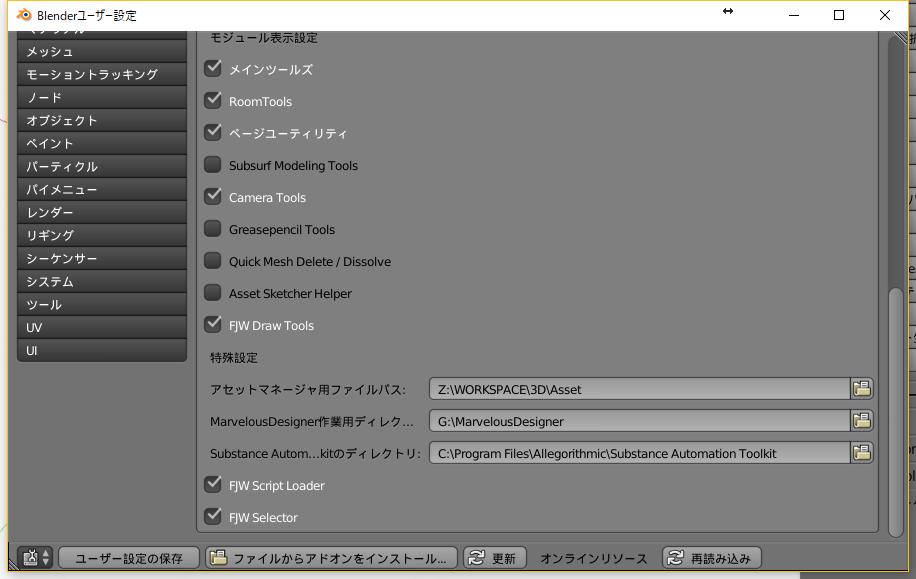 Blenderユーザー設定
マテリアル
メッシュ
モーショントラッキング
ノード
オブジェクト
ペイント
パーティクル
パイメニュー
レンダー
リギング
シーケンサー
システム
ツール
UV
UI
モジュール表示設定
メインツールズ
RoomTools
ページユーティリティ
Subsurf Modeling Tools
Camera Tools
Greasepencil Tools
Quick Mesh Delete / Dissolve
Asset Sketcher Helper
FJW Draw Tools
特殊設定
アセットマネージャ用ファイルパス: Z:\WORKSPACE\3D\Asset
MarvelousDesigner作業用ディレク... G:\MarvelousDesigner
Substance Autom...kitのディレクトリ: C:\Program Files\Allegorithmic\Substance Automation Toolkit
FJW Script Loader
FJW Selector
ユーザー設定の保存 ファイルからアドオンをインストール... 更新 オンラインリソース 再読み込み